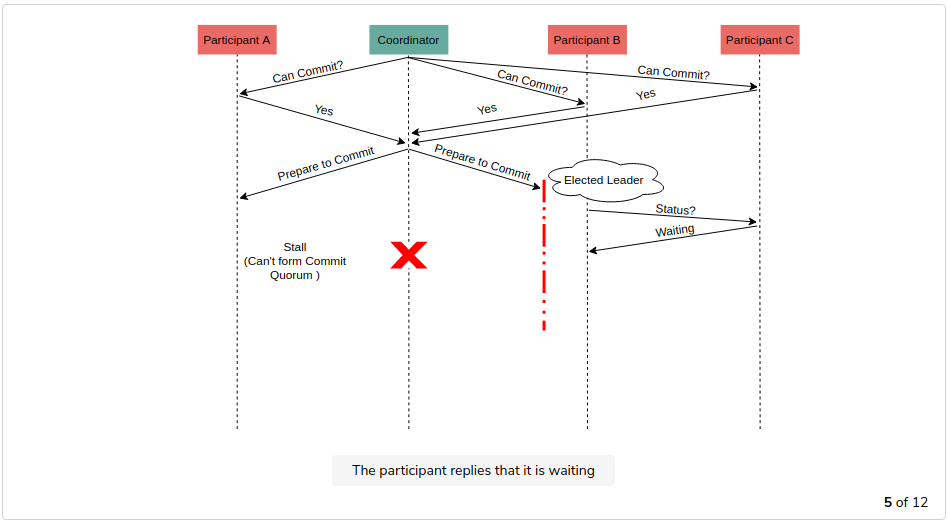 Participant A
Coordinator
Participant B
Participant C
Can Commit?
Can Commit?
Can Commit?
Yes
Yes
Yes
Prepare to Commit
Prepare to Commit
Elected Leader
Status?
Waiting
Stall
(Can't form Commit
Quorum )
The participant replies that it is waiting
5 of 12